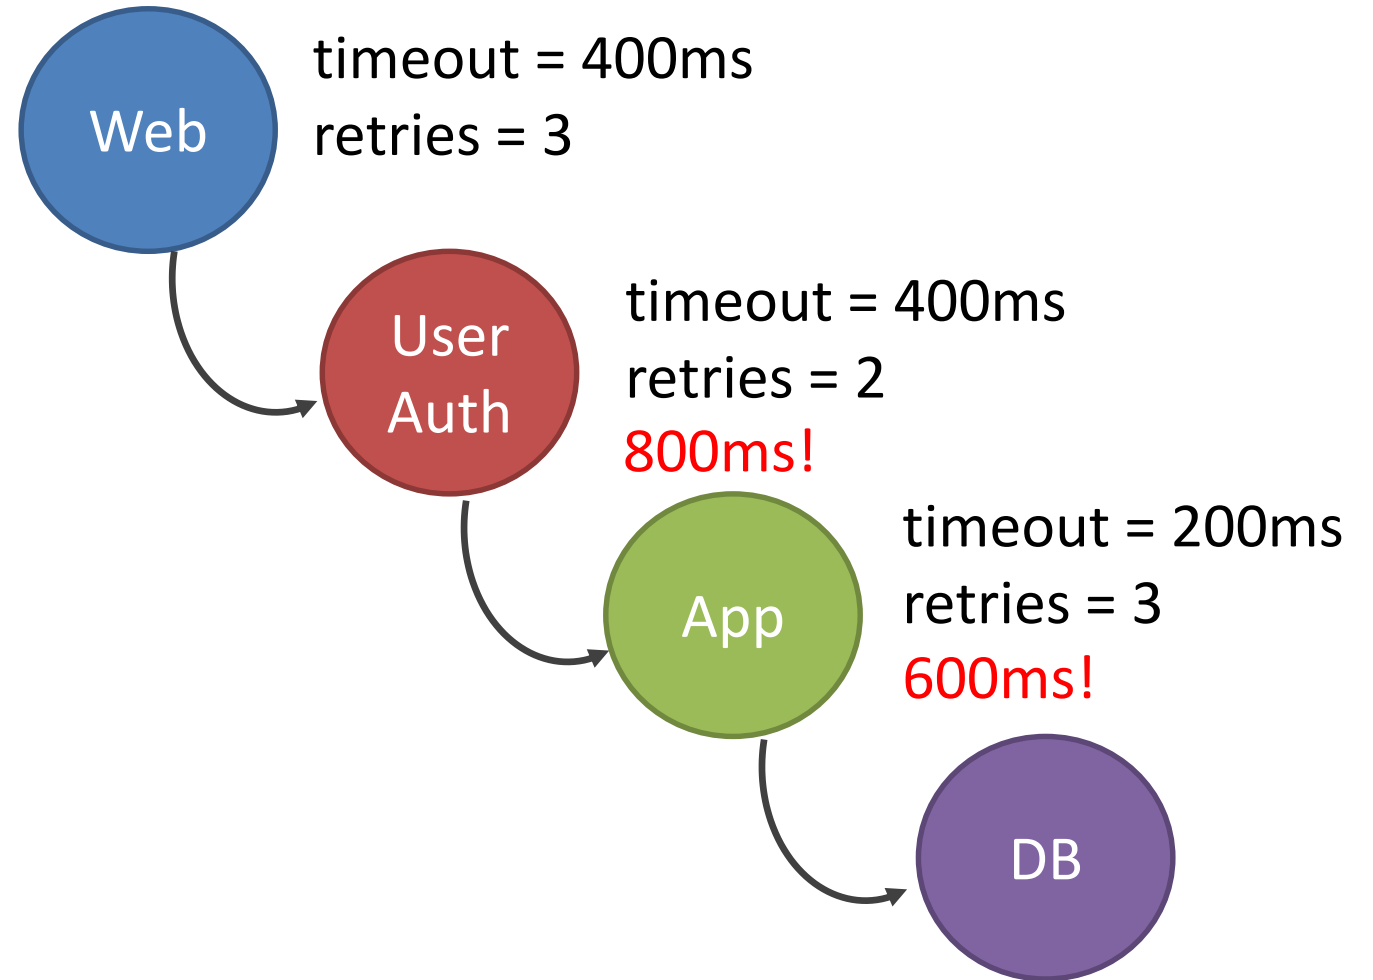 Web
timeout = 400ms
retries = 3
User
Auth
timeout = 400ms
retries = 2
800ms!
App
timeout = 200ms
retries = 3
600ms!
DB